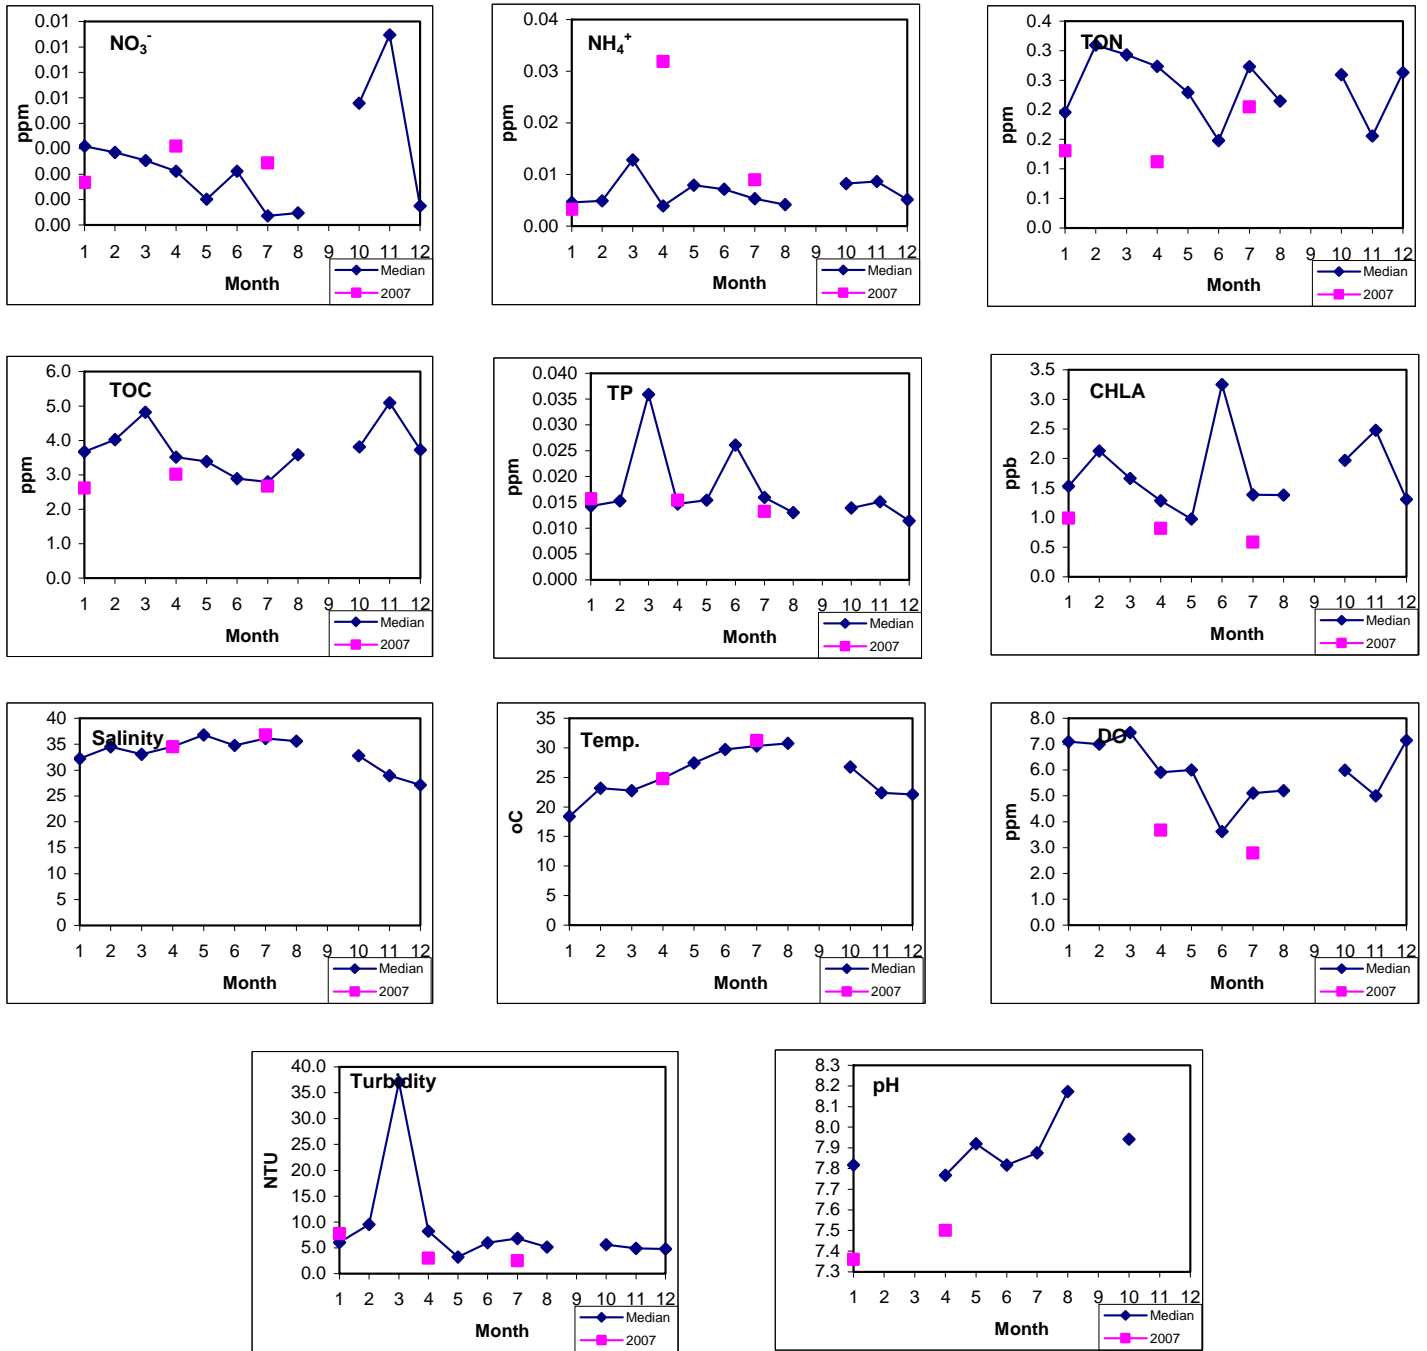 NO3-
ppm
0.01
0.01
0.01
0.01
0.00
0.00
0.00
0.00
0.00
1 2 3 4 5 6 7 8 9 10 11 12
Month
Median
2007
NH4+
ppm
0.04
0.03
0.02
0.01
0.00
1 2 3 4 5 6 7 8 9 10 11 12
Month
Median
2007
TON
ppm
0.4
0.3
0.3
0.2
0.2
0.1
0.1
0.0
1 2 3 4 5 6 7 8 9 10 11 12
Month
Median
2007
TOC
ppm
6.0
5.0
4.0
3.0
2.0
1.0
0.0
1 2 3 4 5 6 7 8 9 10 11 12
Month
Median
2007
TP
ppm
0.040
0.035
0.030
0.025
0.020
0.015
0.010
0.005
0.000
1 2 3 4 5 6 7 8 9 10 11 12
Month
Median
2007
CHLA
ppb
3.5
3.0
2.5
2.0
1.5
1.0
0.5
0.0
1 2 3 4 5 6 7 8 9 10 11 12
Month
Median
2007
Salinity
40
35
30
25
20
15
10
5
0
1 2 3 4 5 6 7 8 9 10 11 12
Month
Median
2007
Temp.
oC
35
30
25
20
15
10
5
0
1 2 3 4 5 6 7 8 9 10 11 12
Month
Median
2007
DO
ppm
8.0
7.0
6.0
5.0
4.0
3.0
2.0
1.0
0.0
1 2 3 4 5 6 7 8 9 10 11 12
Month
Median
2007
Turbidity
NTU
40.0
35.0
30.0
25.0
20.0
15.0
10.0
5.0
0.0
1 2 3 4 5 6 7 8 9 10 11 12
Month
Median
2007
pH
8.3
8.2
8.1
8.0
7.9
7.8
7.7
7.6
7.5
7.4
7.3
1 2 3 4 5 6 7 8 9 10 11 12
Month
Median
2007